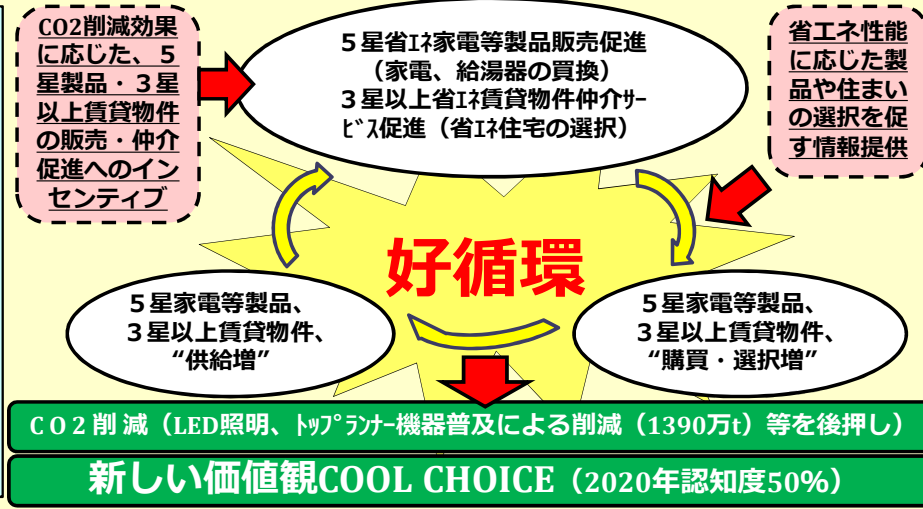 CO2削減効果
に応じた、５
星製品・３星
以上賃貸物件
の販売・仲介
促進へのイン
センティブ
５星省ｴﾈ家電等製品販売促進
（家電、給湯器の買換）
３星以上省ｴﾈ賃貸物件仲介ｻｰ
ﾋﾞｽ促進（省ｴﾈ住宅の選択）
省エネ性能
に応じた製
品や住まい
の選択を促
す情報提供
好循環
５星家電等製品、
３星以上賃貸物件、
“供給増”
５星家電等製品、
３星以上賃貸物件、
“購買・選択増”
ＣＯ２削減（LED照明、ﾄｯﾌﾟﾗﾝﾅｰ機器普及による削減（1390万t）等を後押し）
新しい価値観COOL CHOICE（2020年認知度50%）